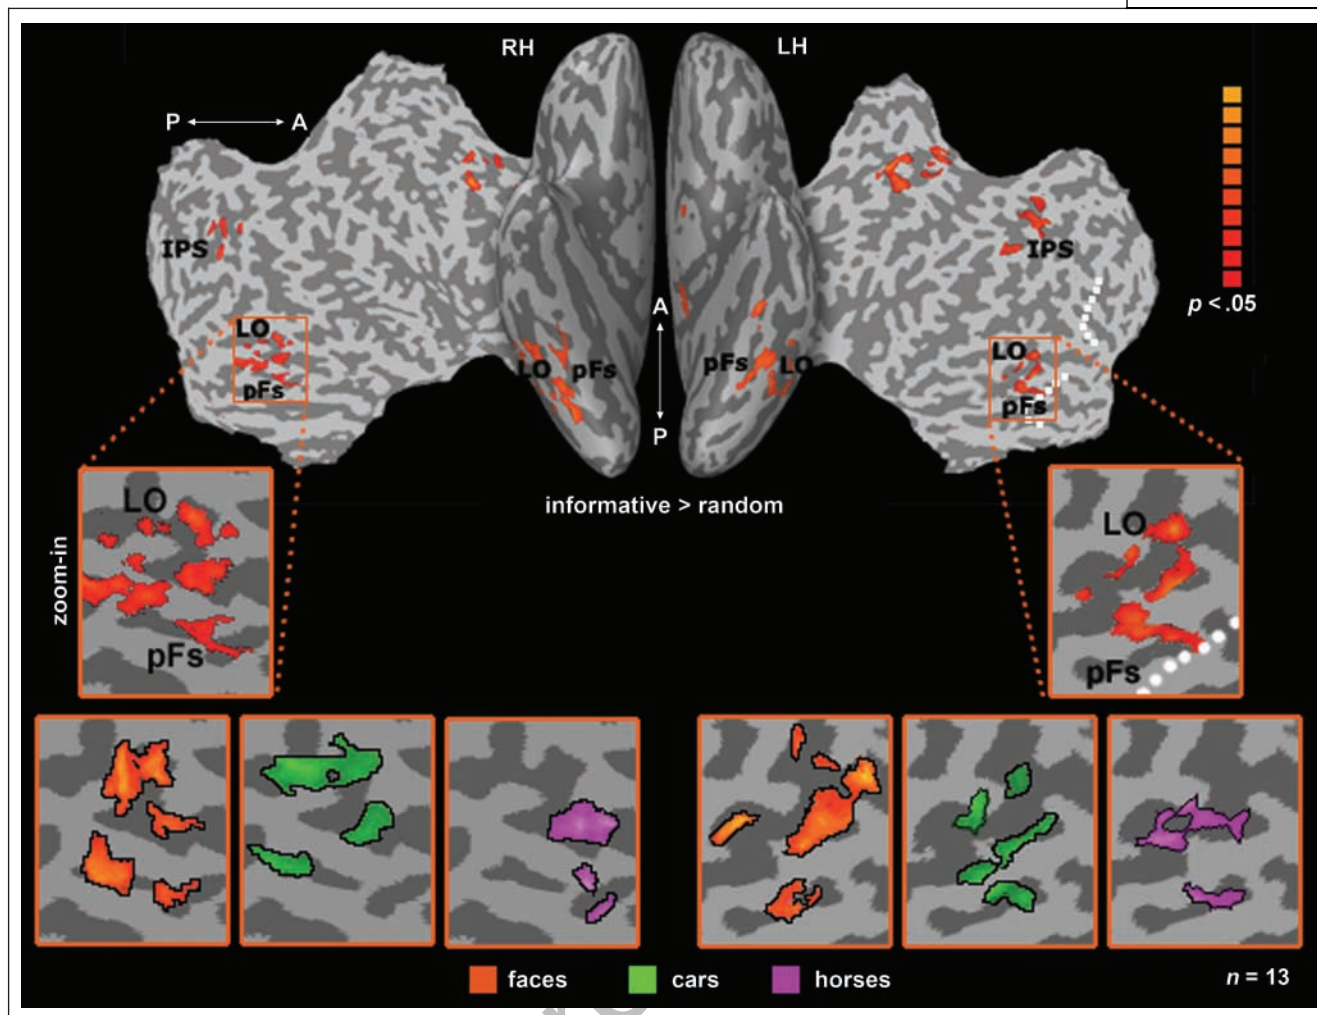 RH
LH
P
A
IPS
IPS
p < .05
LO
pFs
LO
pFs
A
pFs
LO
P
LO
pFs
informative > random
LO
pFs
zoom-in
LO
pFs
faces
cars
horses
n = 13